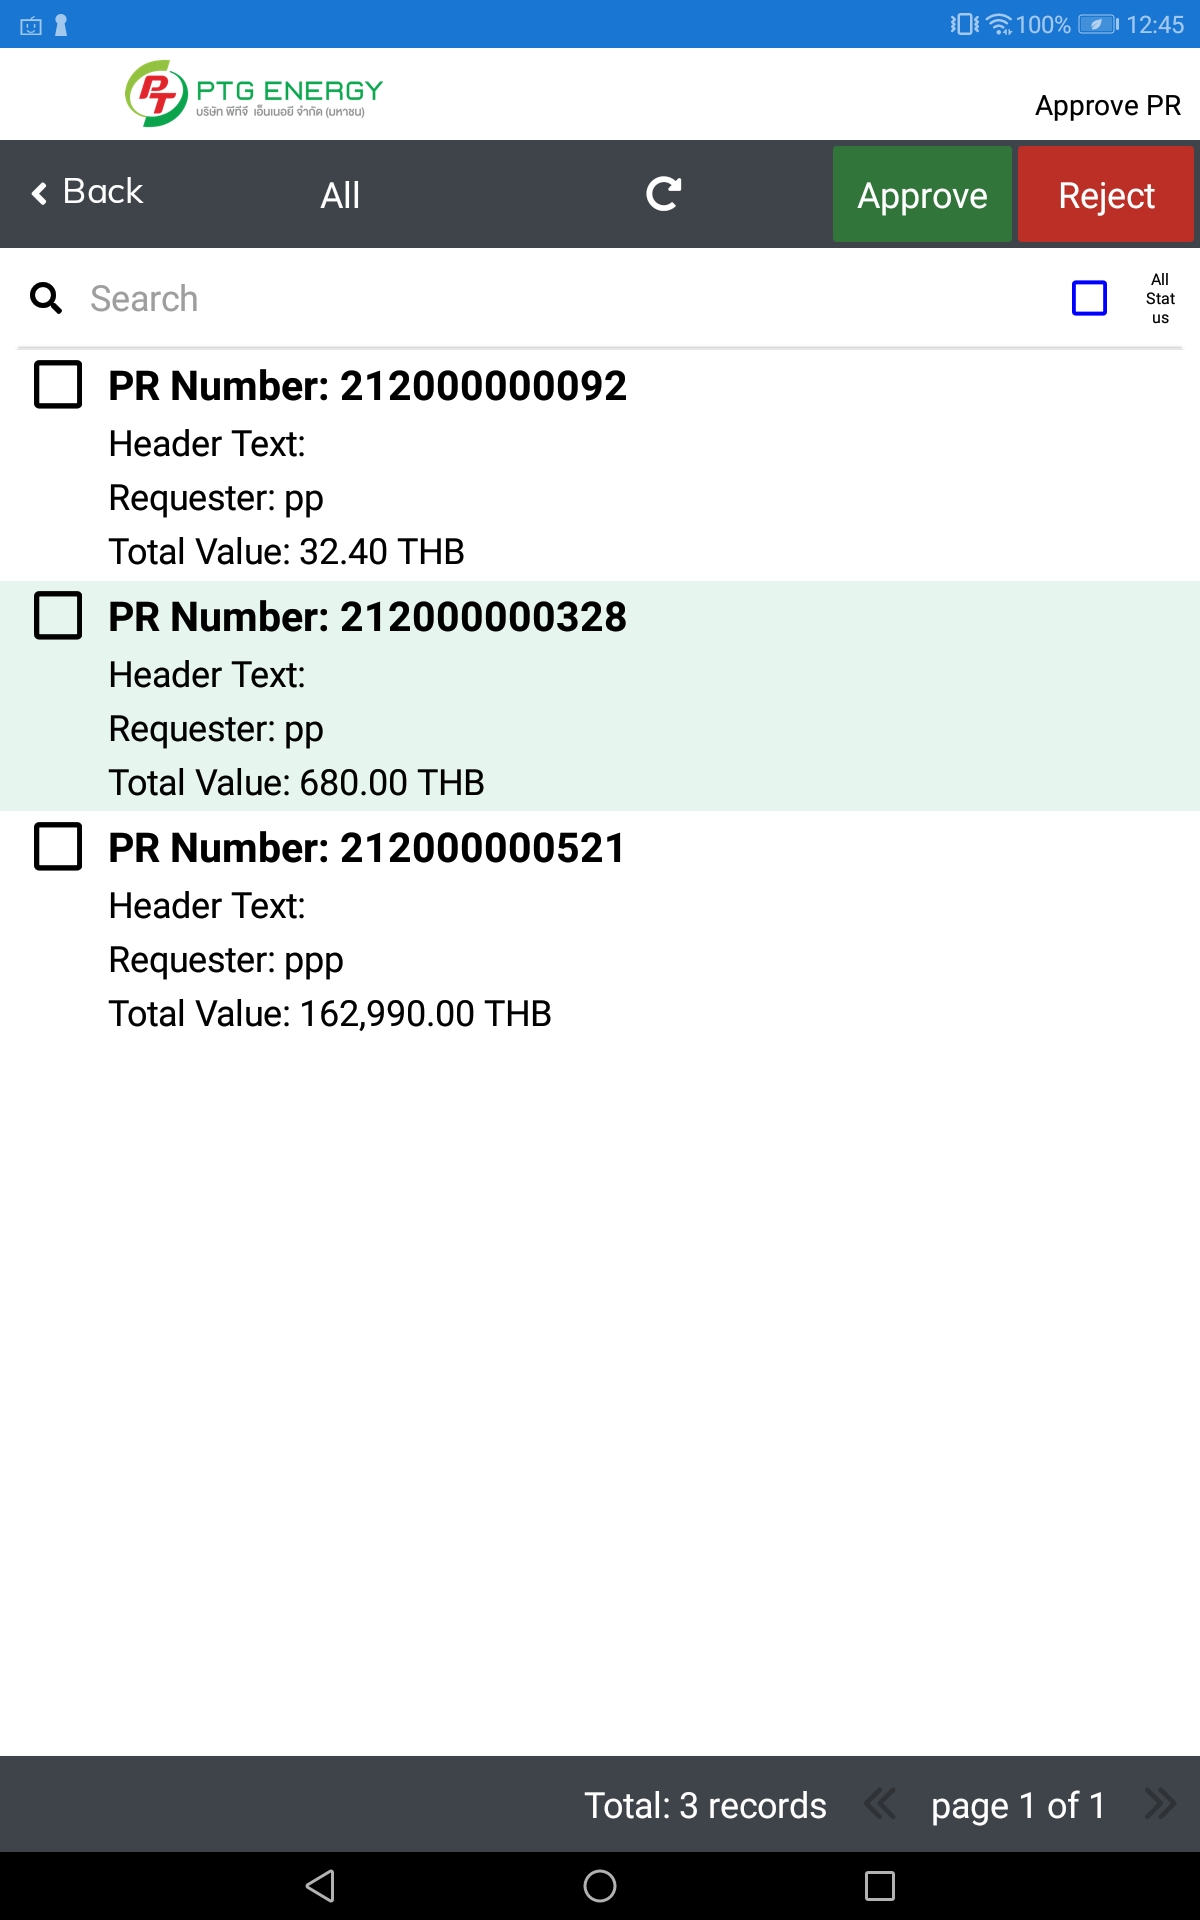 100% 12:45
PTG ENERGY
บริษัท พีทีจี เอ็นเนอยี จำกัด (มหาชน)
Approve PR
Back All Approve Reject
Search
All
Stat
us
PR Number: 212000000092
Header Text:
Requester: pp
Total Value: 32.40 THB
PR Number: 212000000328
Header Text:
Requester: pp
Total Value: 680.00 THB
PR Number: 212000000521
Header Text:
Requester: ppp
Total Value: 162,990.00 THB
Total: 3 records page 1 of 1